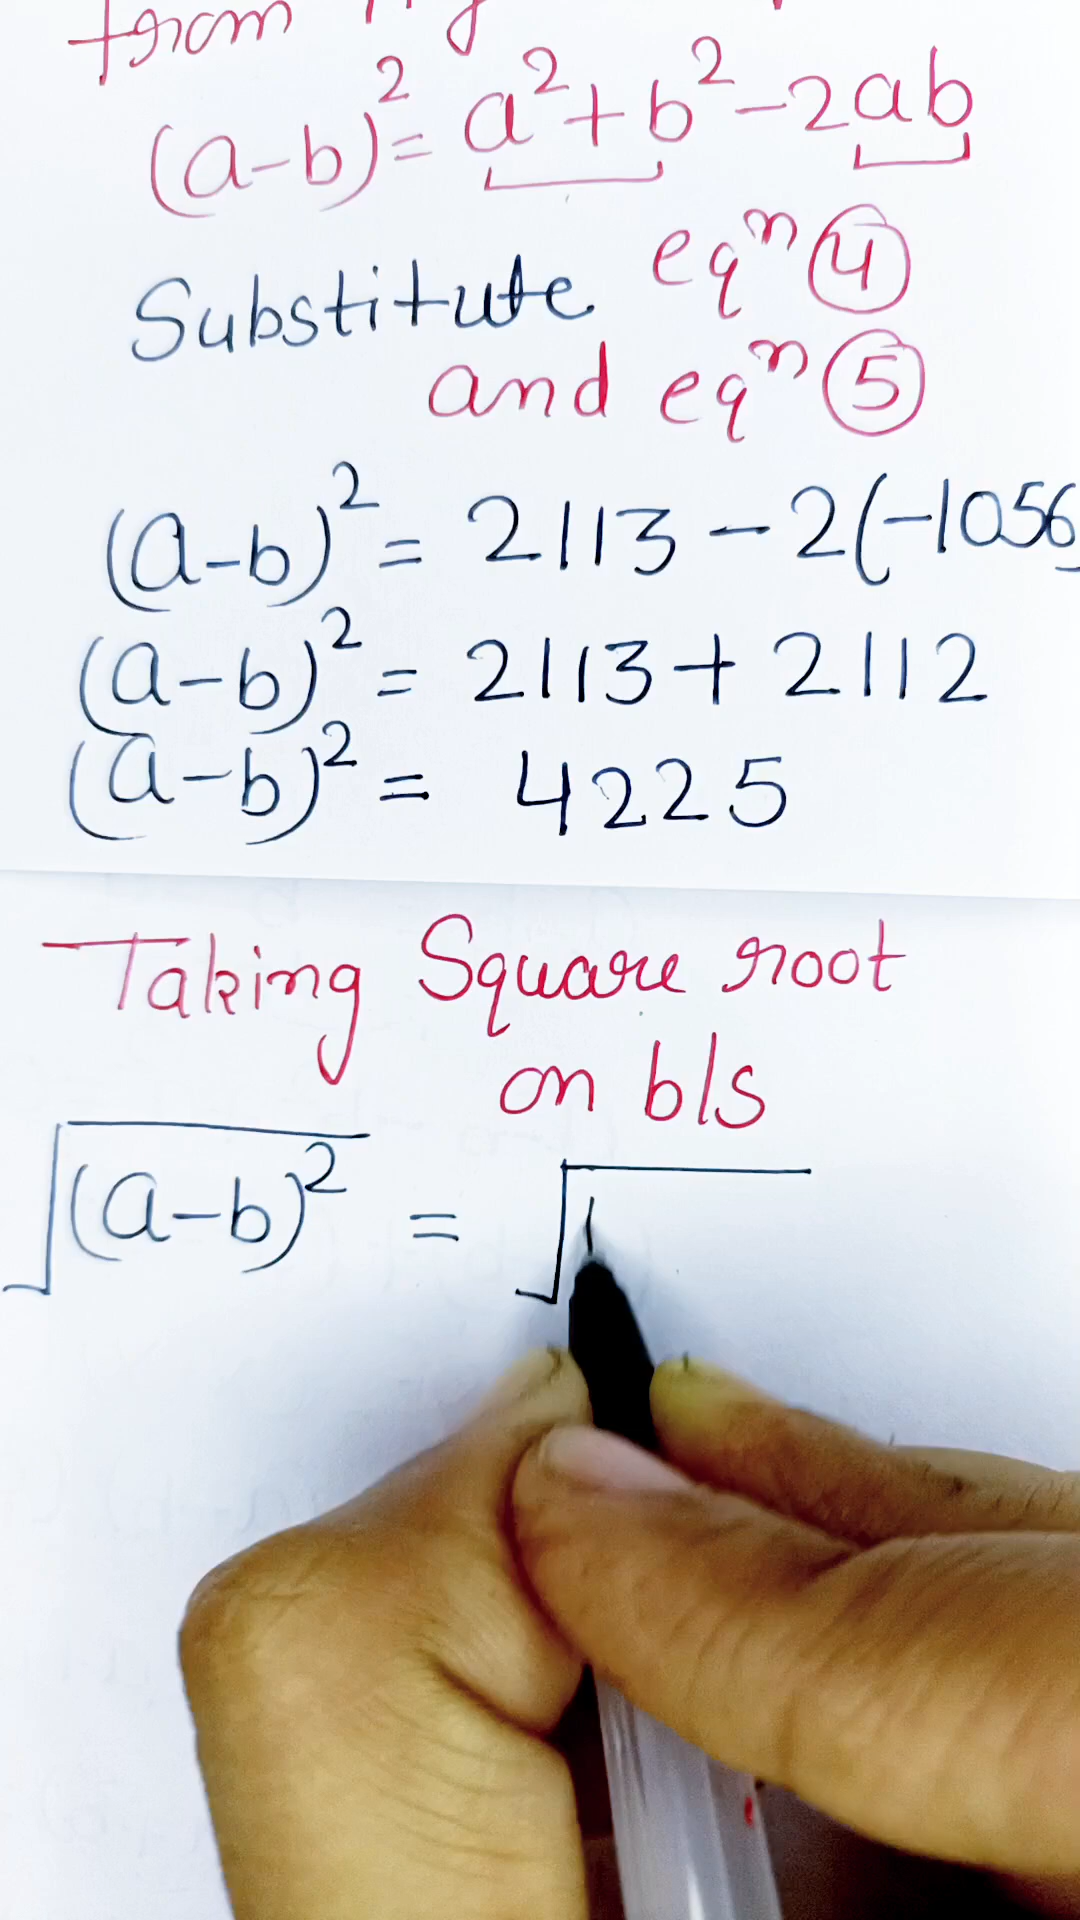 from
(a-b)² = a²+b²-2ab
Substitute eqⁿ ④
and eqⁿ ⑤
(a-b)² = 2113 - 2(-1056
(a-b)² = 2113 + 2112
(a-b)² = 4225
Taking Square root
on b/s
√(a-b)² = √